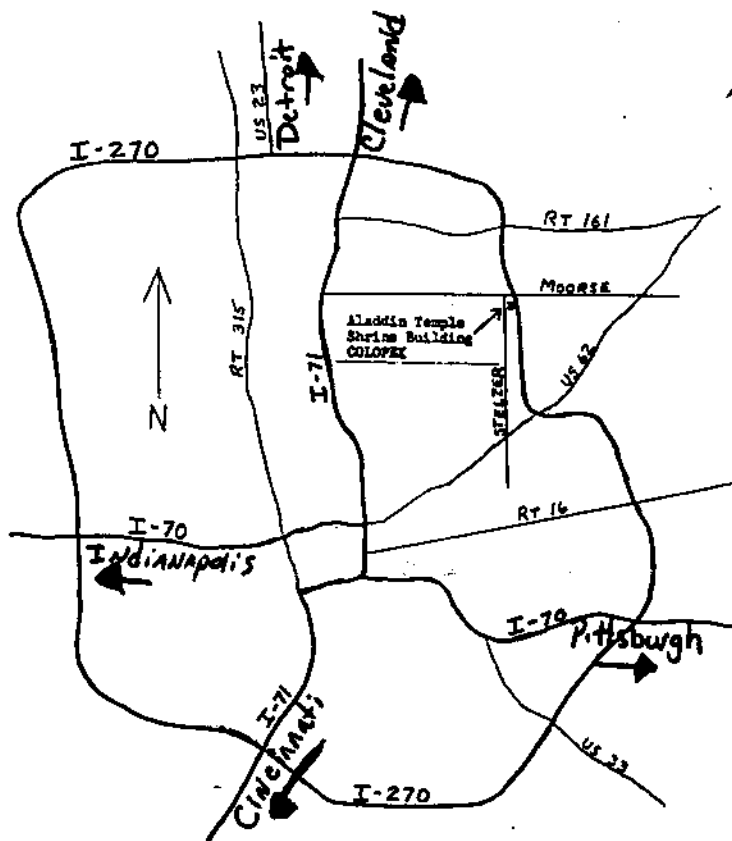 US 23
Detroit
Cleveland
I-270
RT 161
MOORSE
Aladdin Temple
Shrine Building
COLOPEX
RT 315
I-71
US 62
STELZER
N
RT 16
I-70
INdiANApolis
I-70
Pittsburgh
I-71
CINcinnati
US 33
I-270